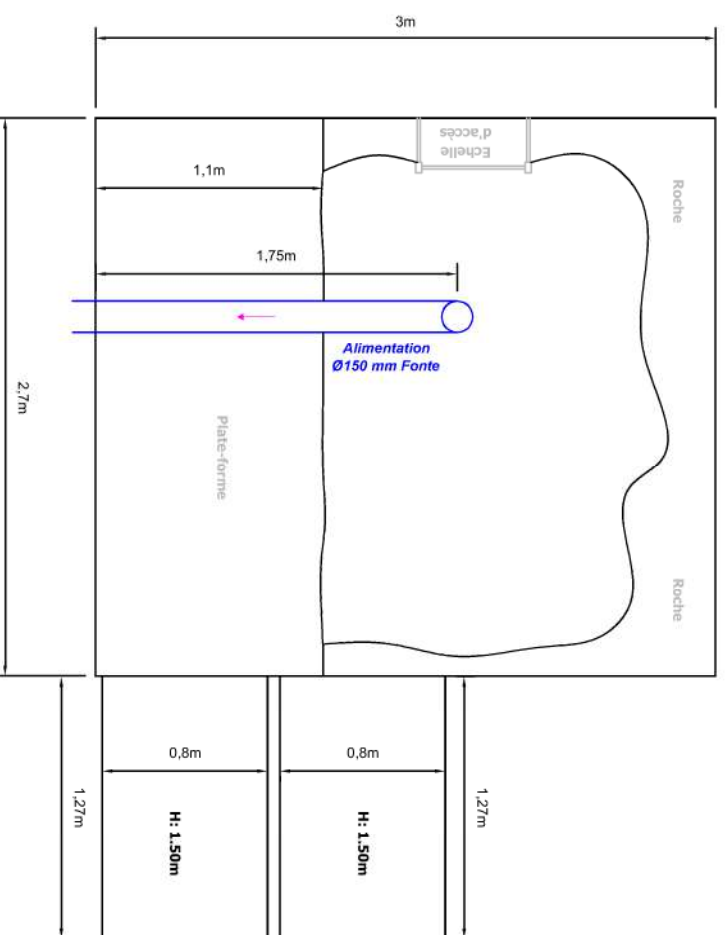 3m
Echelle
d'accès
Roche
1,1m
1,75m
Alimentation
Ø150 mm Fonte
2,7m
Plate-forme
Roche
0,8m
0,8m
1,27m
H: 1.50m
H: 1.50m
1,27m